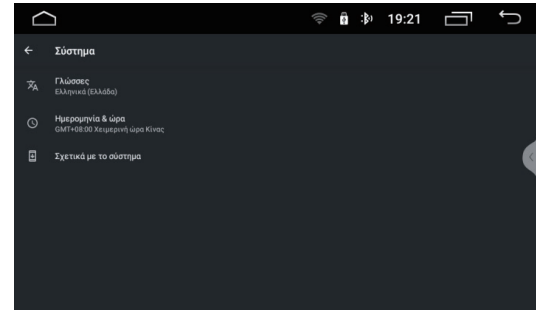 19:21
Σύστημα
Γλώσσες
Ελληνικά (Ελλάδα)
Ημερομηνία & ώρα
GMT+08:00 Χειμερινή ώρα Κίνας
Σχετικά με το σύστημα